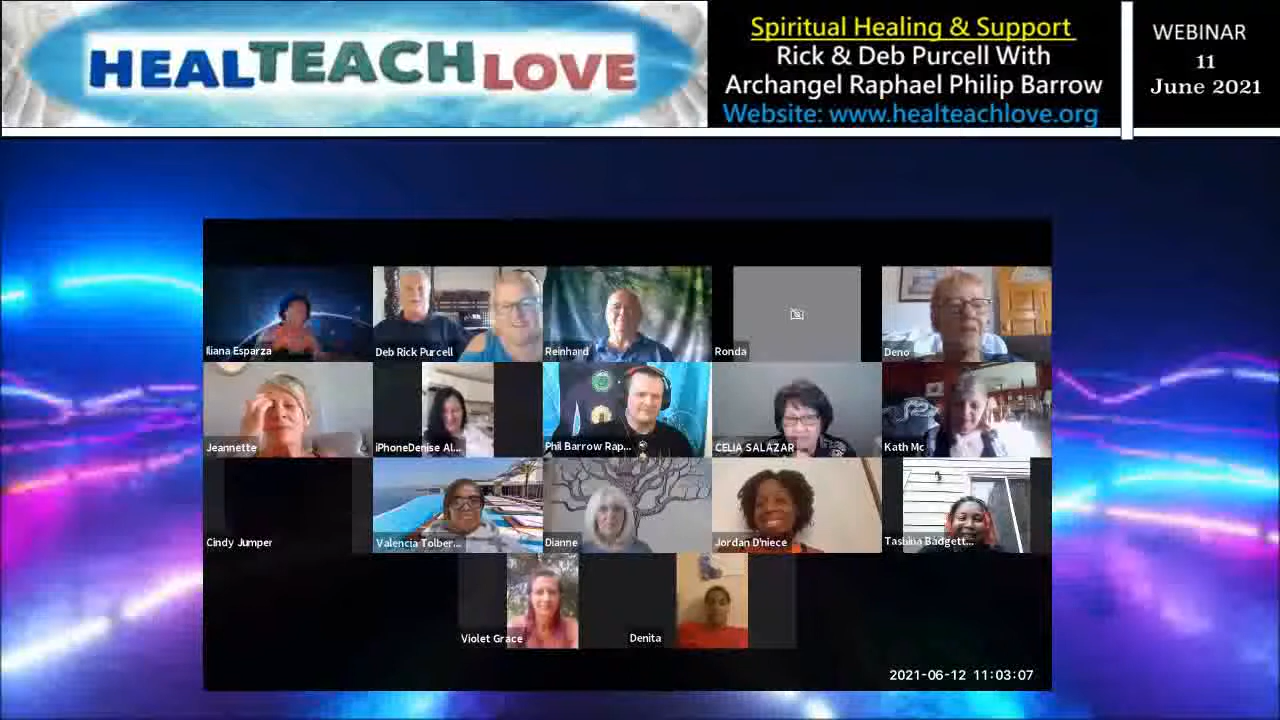 HEALTEACHLOVE
Spiritual Healing & Support
Rick & Deb Purcell With
Archangel Raphael Philip Barrow
Website: www.healteachlove.org
WEBINAR
11
June 2021
Iliana Esparza
Deb Rick Purcell
Reinhard
Ronda
Deno
Jeannette
iPhoneDenise Al...
Phil Barrow Rap...
CELIA SALAZAR
Kath Mc
Cindy Jumper
Valencia Tolber...
Dianne
Jordan D'niece
Tashina Badgett...
Violet Grace
Denita
2021-06-12 11:03:07